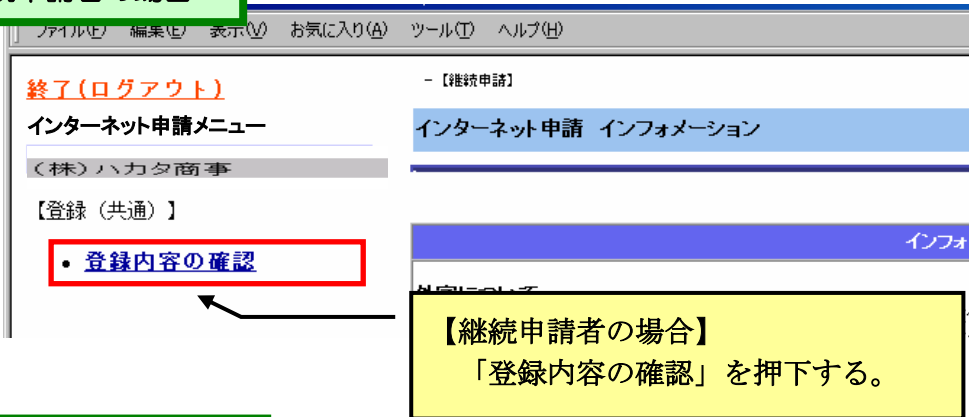 ファイル(F) 編集(E) 表示(V) お気に入り(A) ツール(T) ヘルプ(H)
終了(ログアウト)
インターネット申請メニュー
(株)ハカタ商事
【登録(共通)】
• 登録内容の確認
-【継続申請】
インターネット申請 インフォメーション
インフォ
【継続申請者の場合】
「登録内容の確認」を押下する。